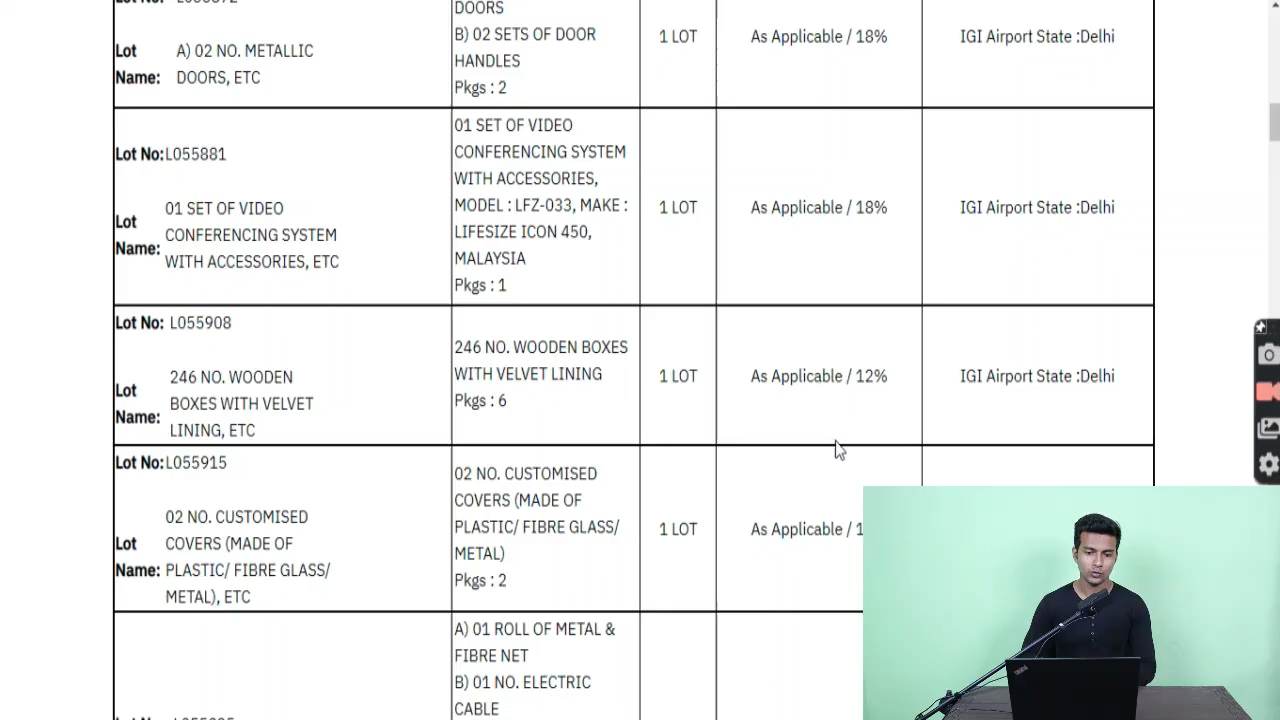 Lot
Name:
A) 02 NO. METALLIC
DOORS, ETC
DOORS
B) 02 SETS OF DOOR
HANDLES
Pkgs : 2
1 LOT
As Applicable / 18%
IGI Airport State :Delhi
Lot No: L055881
Lot
Name:
01 SET OF VIDEO
CONFERENCING SYSTEM
WITH ACCESSORIES, ETC
01 SET OF VIDEO
CONFERENCING SYSTEM
WITH ACCESSORIES,
MODEL : LFZ-033, MAKE :
LIFESIZE ICON 450,
MALAYSIA
Pkgs : 1
1 LOT
As Applicable / 18%
IGI Airport State :Delhi
Lot No: L055908
Lot
Name:
246 NO. WOODEN
BOXES WITH VELVET
LINING, ETC
246 NO. WOODEN BOXES
WITH VELVET LINING
Pkgs : 6
1 LOT
As Applicable / 12%
IGI Airport State :Delhi
Lot No: L055915
Lot
Name:
02 NO. CUSTOMISED
COVERS (MADE OF
PLASTIC/ FIBRE GLASS/
METAL), ETC
02 NO. CUSTOMISED
COVERS (MADE OF
PLASTIC/ FIBRE GLASS/
METAL)
Pkgs : 2
1 LOT
As Applicable / 1
A) 01 ROLL OF METAL &
FIBRE NET
B) 01 NO. ELECTRIC
CABLE